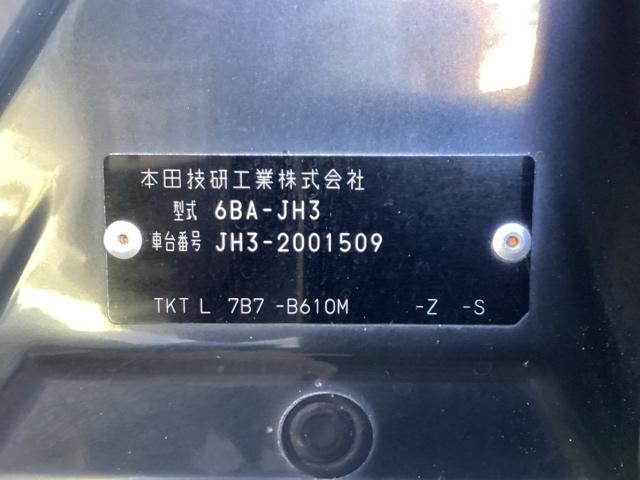 本田技研工業株式会社
型式 6BA-JH3
車台番号 JH3-2001509
TKT L 7B7 -B610M -Z -S